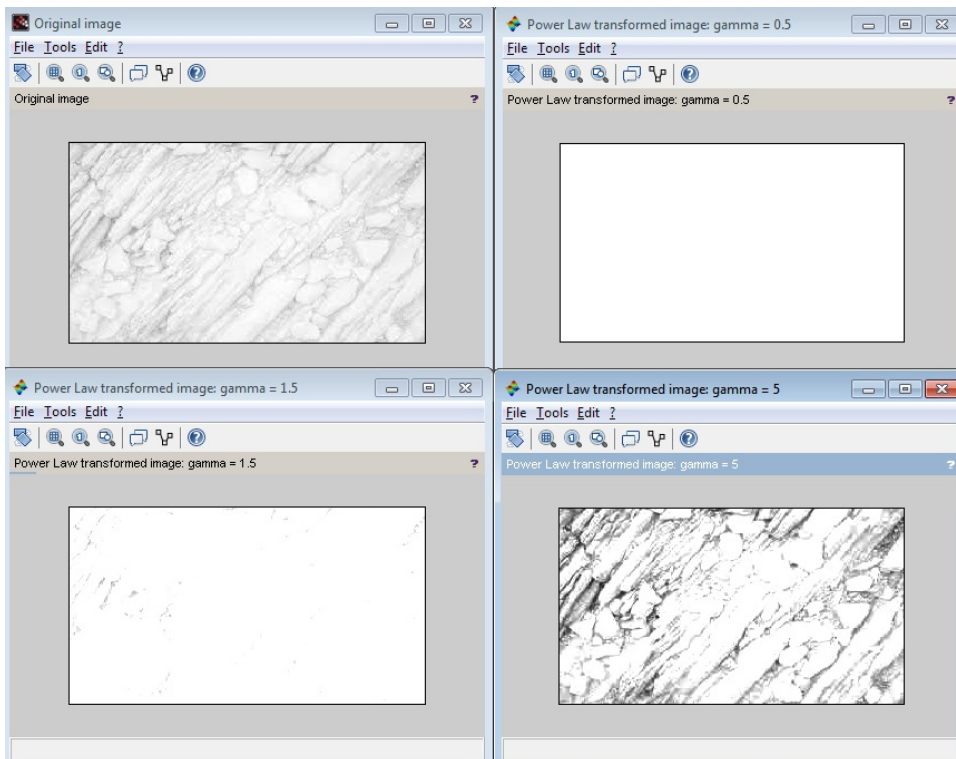 Original image
File Tools Edit ?
Original image ?
Power Law transformed image: gamma = 0.5
File Tools Edit ?
Power Law transformed image: gamma = 0.5 ?
Power Law transformed image: gamma = 1.5
File Tools Edit ?
Power Law transformed image: gamma = 1.5 ?
Power Law transformed image: gamma = 5
File Tools Edit ?
Power Law transformed image: gamma = 5 ?